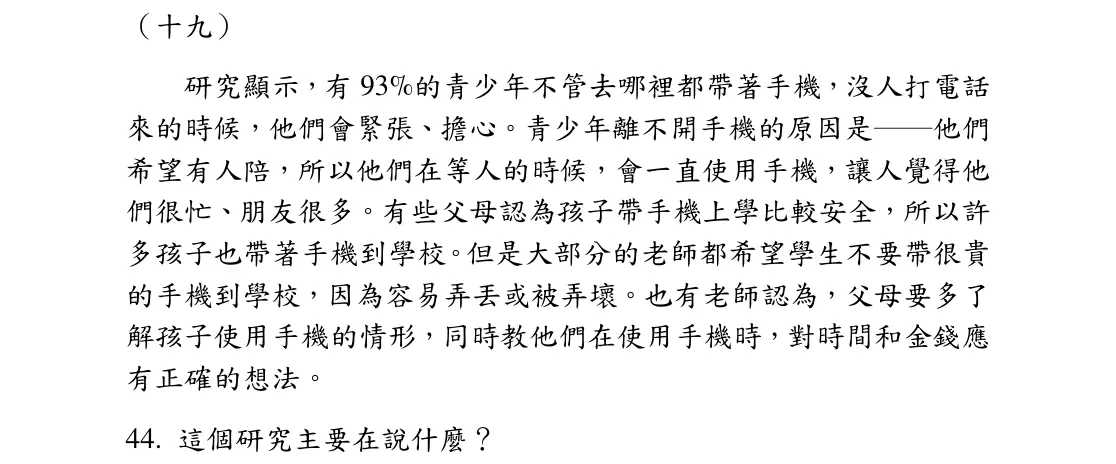 （十九）
研究顯示，有 93%的青少年不管去哪裡都帶著手機，沒人打電話
來的時候，他們會緊張、擔心。青少年離不開手機的原因是——他們
希望有人陪，所以他們在等人的時候，會一直使用手機，讓人覺得他
們很忙、朋友很多。有些父母認為孩子帶手機上學比較安全，所以許
多孩子也帶著手機到學校。但是大部分的老師都希望學生不要帶很貴
的手機到學校，因為容易弄丟或被弄壞。也有老師認為，父母要多了
解孩子使用手機的情形，同時教他們在使用手機時，對時間和金錢應
有正確的想法。
44. 這個研究主要在說什麼？